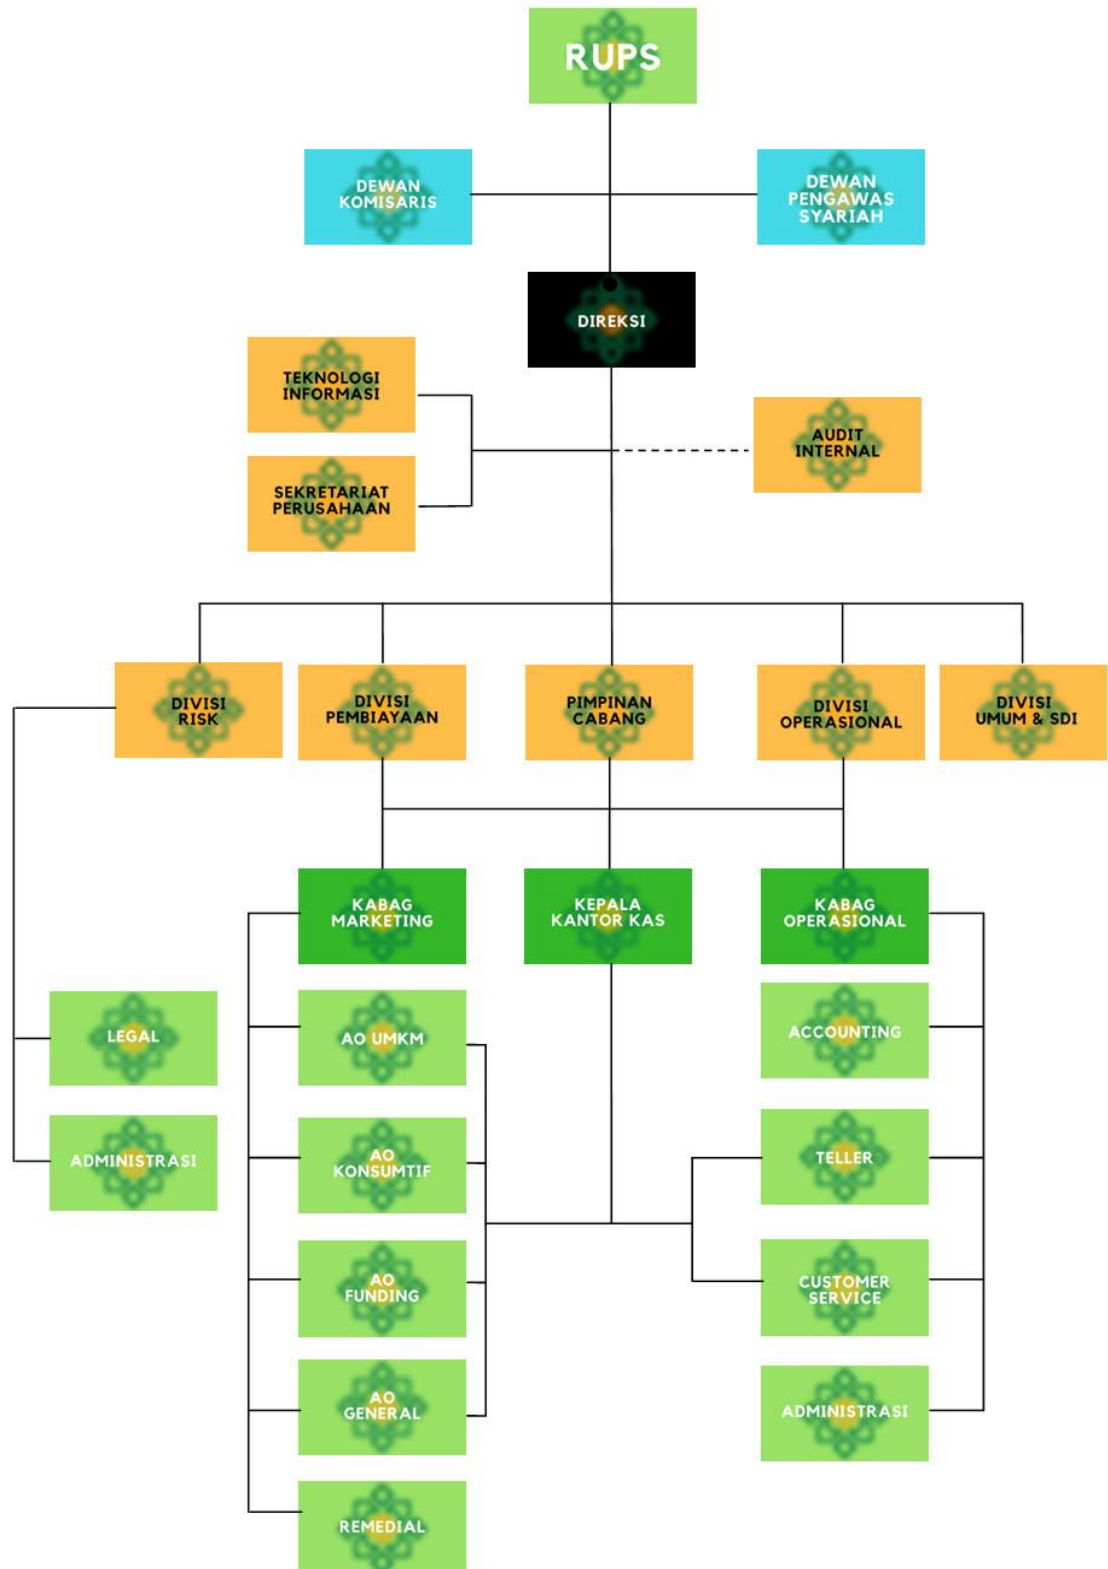 RUPS
DEWAN
KOMISARIS
DEWAN
PENGAWAS
SYARIAH
DIREKSI
TEKNOLOGI
INFORMASI
AUDIT
INTERNAL
SEKRETARIAT
PERUSAHAAN
DIVISI
RISK
DIVISI
PEMBIAYAAN
PIMPINAN
CABANG
DIVISI
OPERASIONAL
DIVISI
UMUM & SDI
KABAG
MARKETING
KEPALA
KANTOR KAS
KABAG
OPERASIONAL
LEGAL
AO UMKM
ACCOUNTING
ADMINISTRASI
AO
KONSUMTIF
TELLER
AO
FUNDING
CUSTOMER
SERVICE
AO
GENERAL
ADMINISTRASI
REMEDIAL